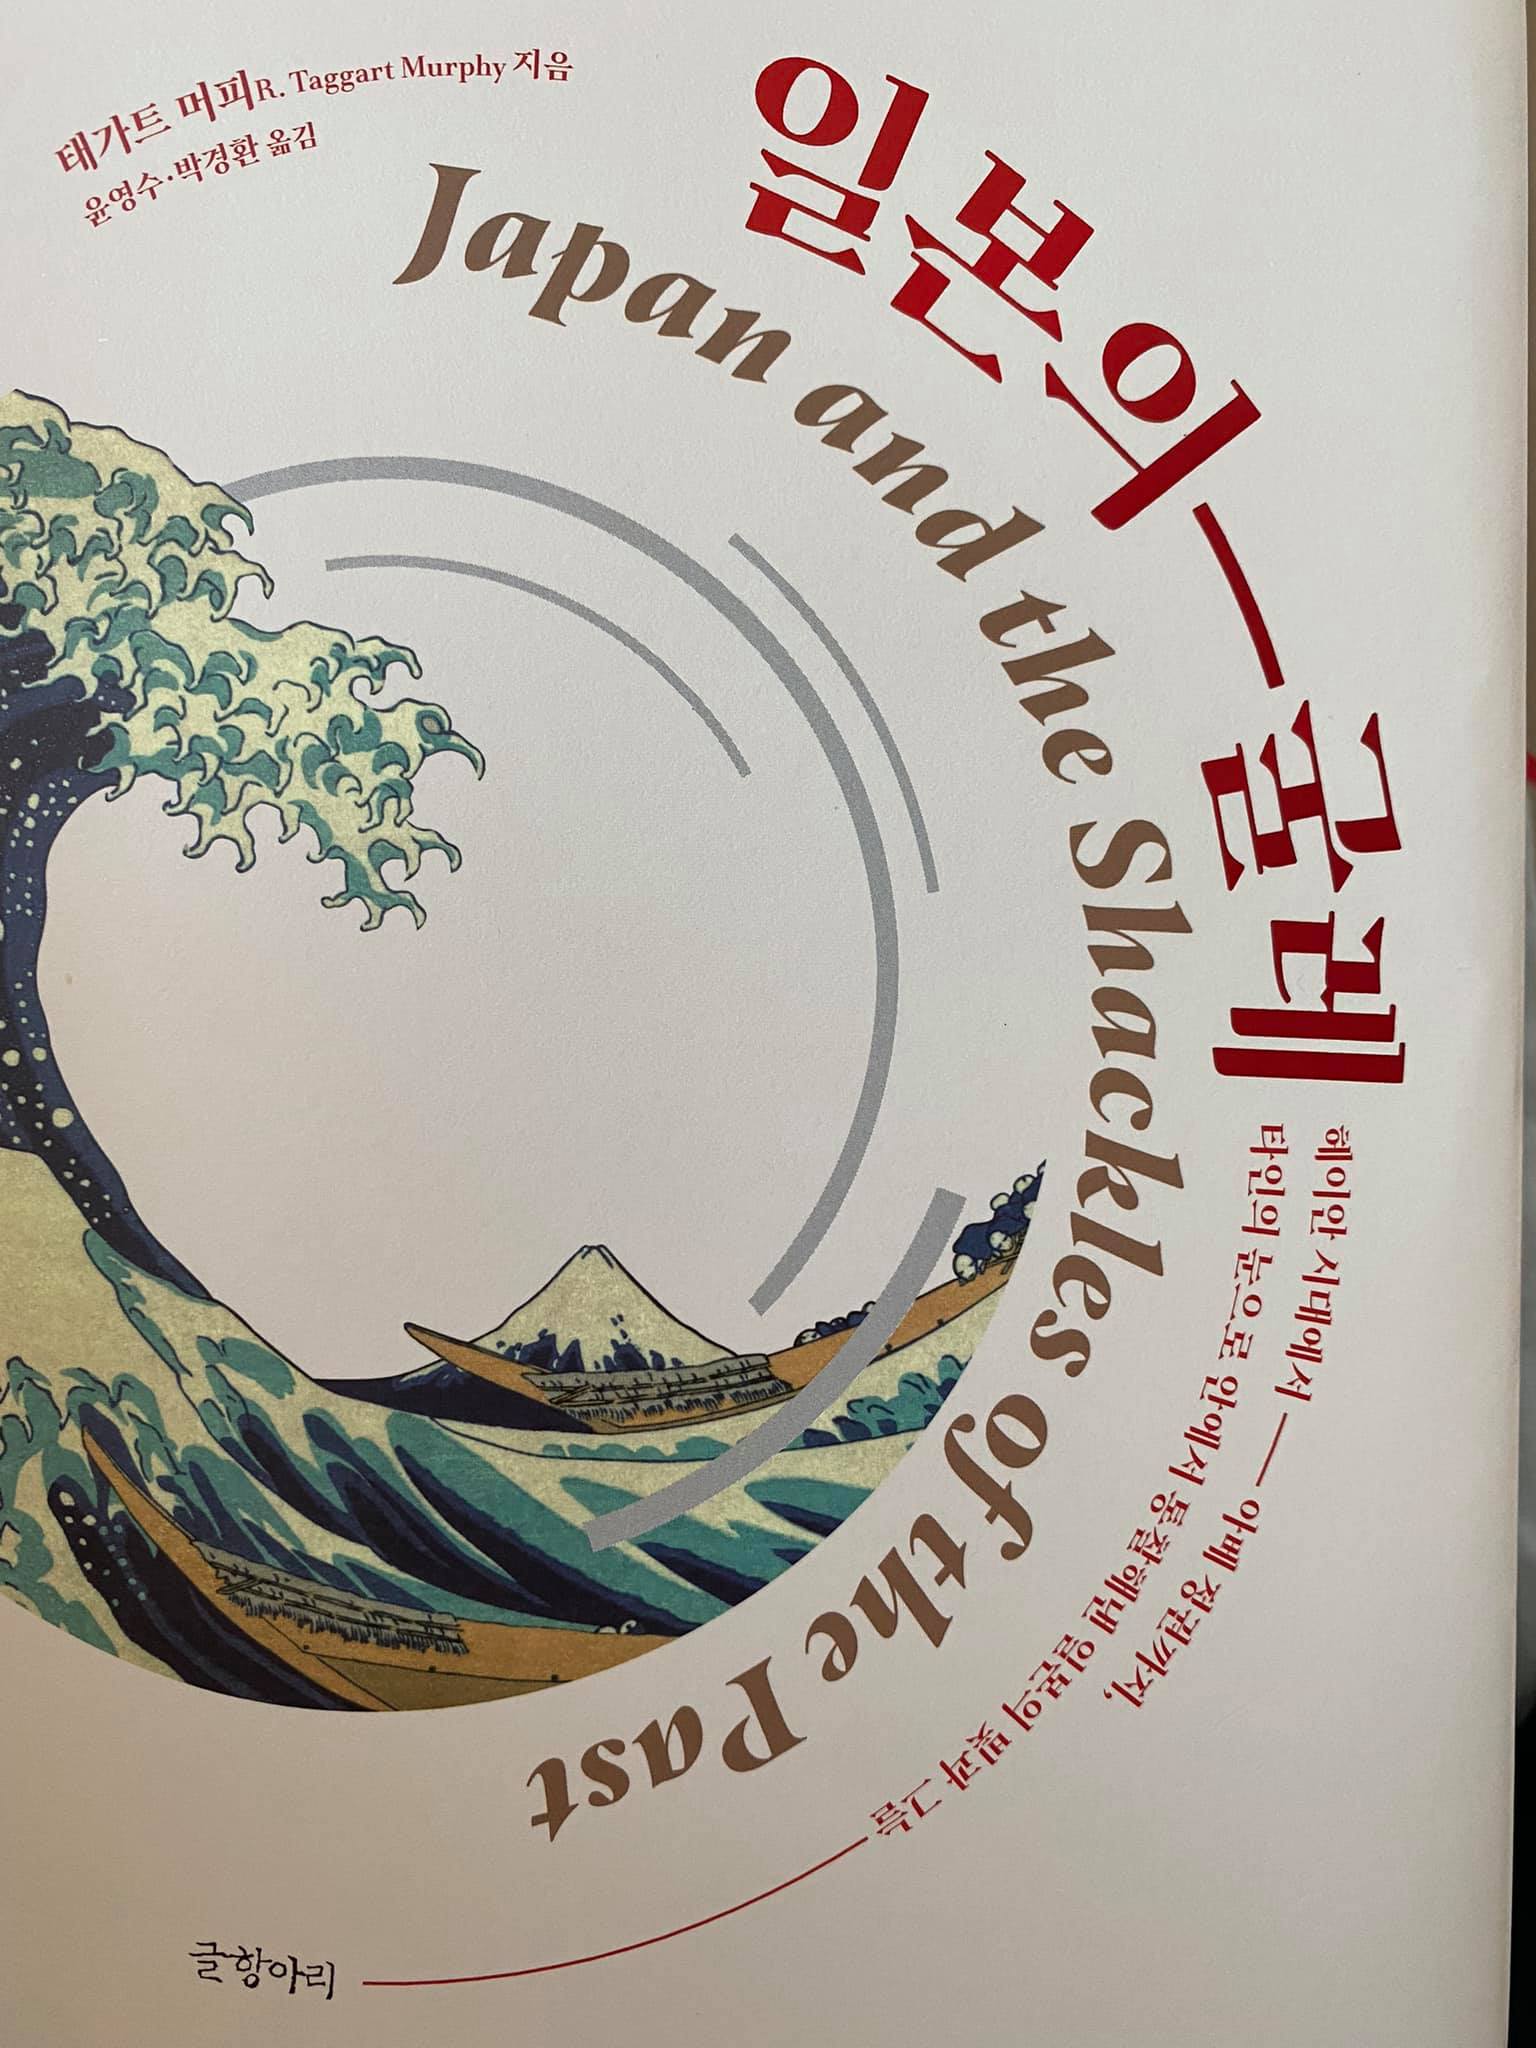 태가트 머피R. Taggart Murphy 지음
윤영수·박경환 옮김
일본의 굴레
Japan and the Shackles of the Past
헤이안 시대에서 — 아베 정권까지,
타인의 눈으로 안에서 통찰해낸 일본의 빛과 그늘
글항아리